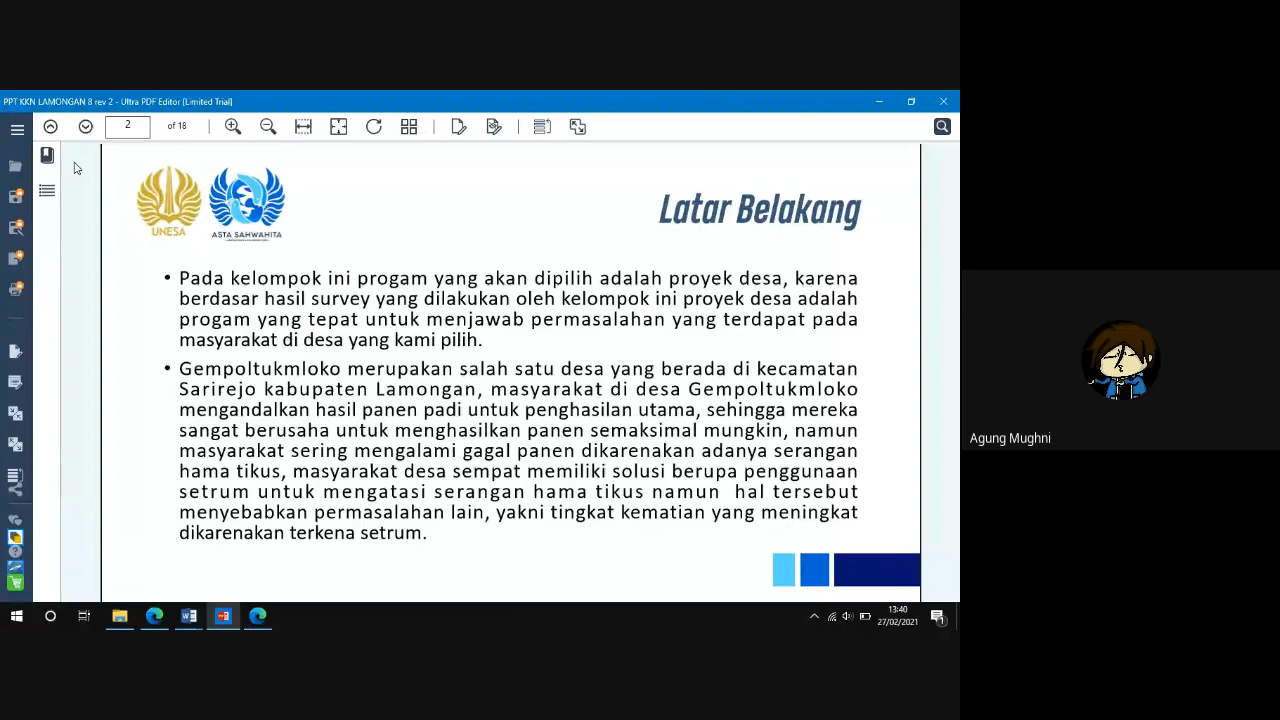 PPT KKN LAMONGAN 8 rev 2 - Ultra PDF Editor [Limited Trial]
2 of 18
UNESA
ASTA SAHWAHITA
Latar Belakang
• Pada kelompok ini progam yang akan dipilih adalah proyek desa, karena
berdasar hasil survey yang dilakukan oleh kelompok ini proyek desa adalah
progam yang tepat untuk menjawab permasalahan yang terdapat pada
masyarakat di desa yang kami pilih.
• Gempoltukmloko merupakan salah satu desa yang berada di kecamatan
Sarirejo kabupaten Lamongan, masyarakat di desa Gempoltukmloko
mengandalkan hasil panen padi untuk penghasilan utama, sehingga mereka
sangat berusaha untuk menghasilkan panen semaksimal mungkin, namun
masyarakat sering mengalami gagal panen dikarenakan adanya serangan
hama tikus, masyarakat desa sempat memiliki solusi berupa penggunaan
setrum untuk mengatasi serangan hama tikus namun hal tersebut
menyebabkan permasalahan lain, yakni tingkat kematian yang meningkat
dikarenakan terkena setrum.
Agung Mughni
13:40
27/02/2021
1